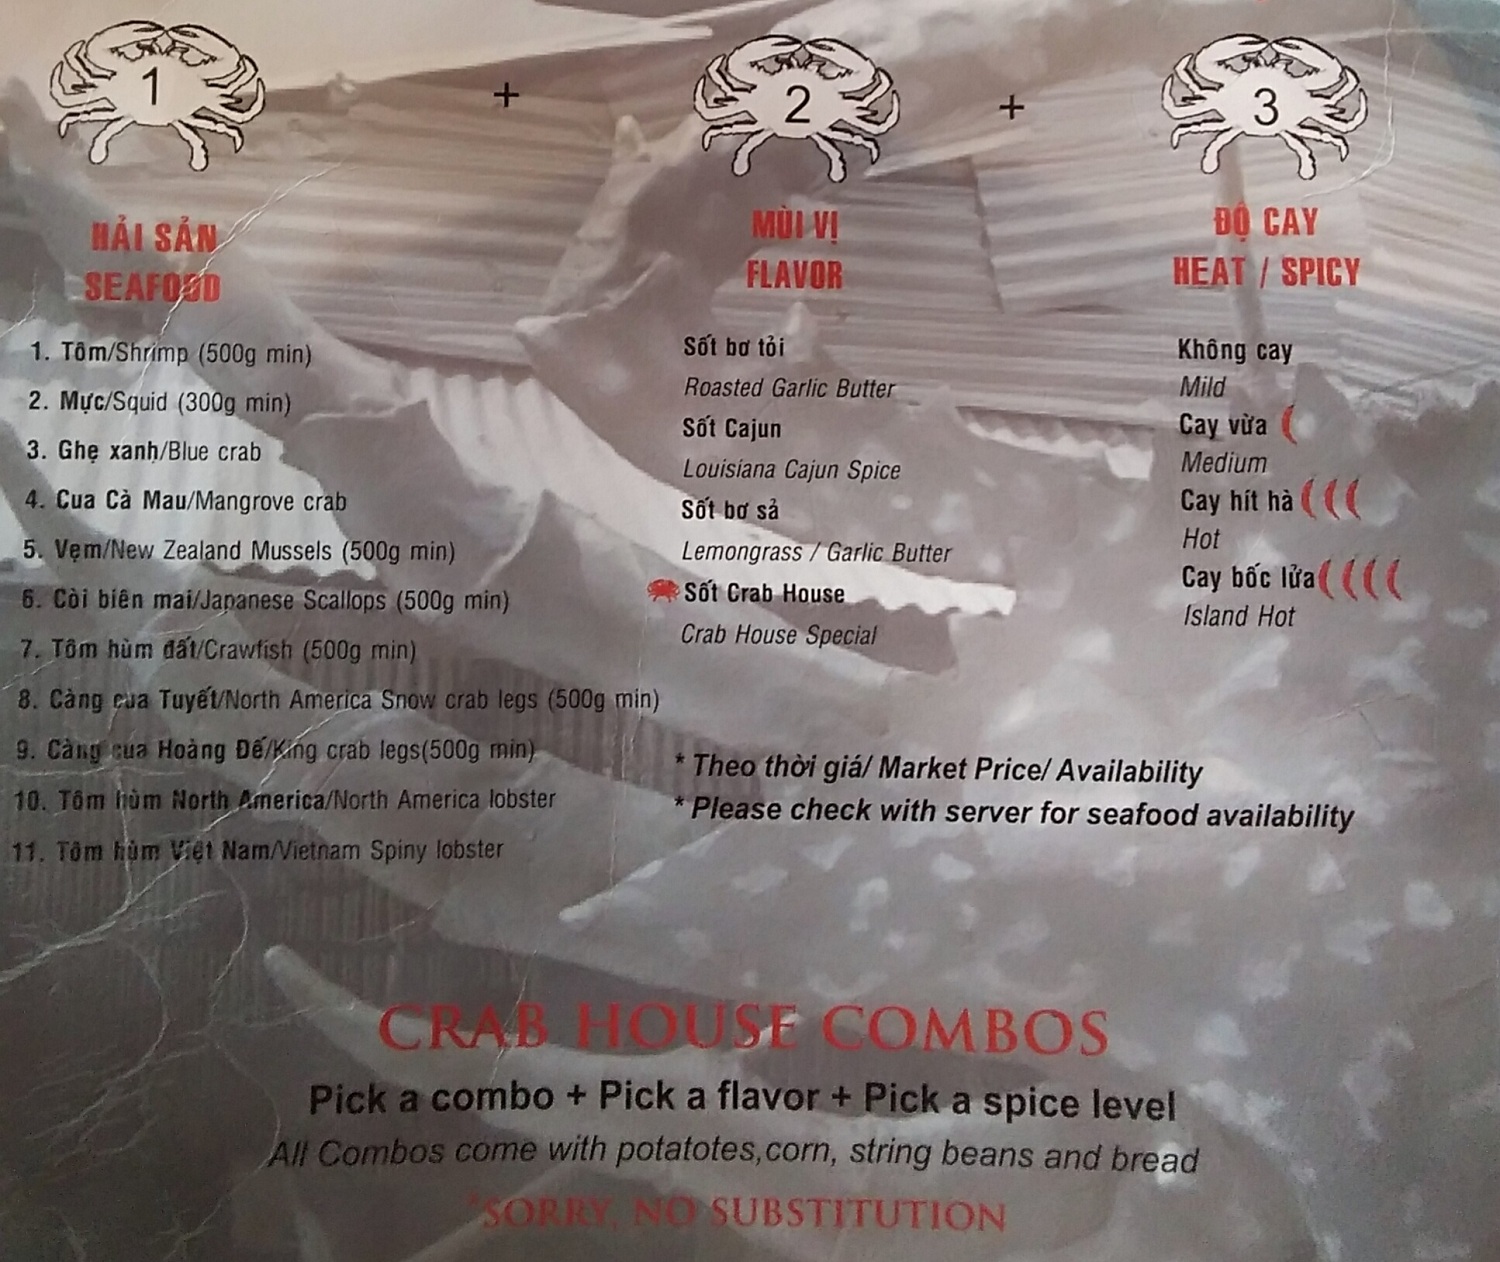 1 + 2 + 3
HẢI SẢN
SEAFOOD
1. Tôm/Shrimp (500g min)
2. Mực/Squid (300g min)
3. Ghẹ xanh/Blue crab
4. Cua Cà Mau/Mangrove crab
5. Vẹm/New Zealand Mussels (500g min)
6. Còi biên mai/Japanese Scallops (500g min)
7. Tôm hùm đất/Crawfish (500g min)
8. Càng cua Tuyết/North America Snow crab legs (500g min)
9. Càng cua Hoàng Đế/King crab legs(500g min)
10. Tôm hùm North America/North America lobster
11. Tôm hùm Việt Nam/Vietnam Spiny lobster
MÙI VỊ
FLAVOR
Sốt bơ tỏi
Roasted Garlic Butter
Sốt Cajun
Louisiana Cajun Spice
Sốt bơ sả
Lemongrass / Garlic Butter
Sốt Crab House
Crab House Special
ĐỘ CAY
HEAT / SPICY
Không cay
Mild
Cay vừa
Medium
Cay hít hà
Hot
Cay bốc lửa
Island Hot
* Theo thời giá/ Market Price/ Availability
* Please check with server for seafood availability
CRAB HOUSE COMBOS
Pick a combo + Pick a flavor + Pick a spice level
All Combos come with potatotes,corn, string beans and bread
*SORRY, NO SUBSTITUTION